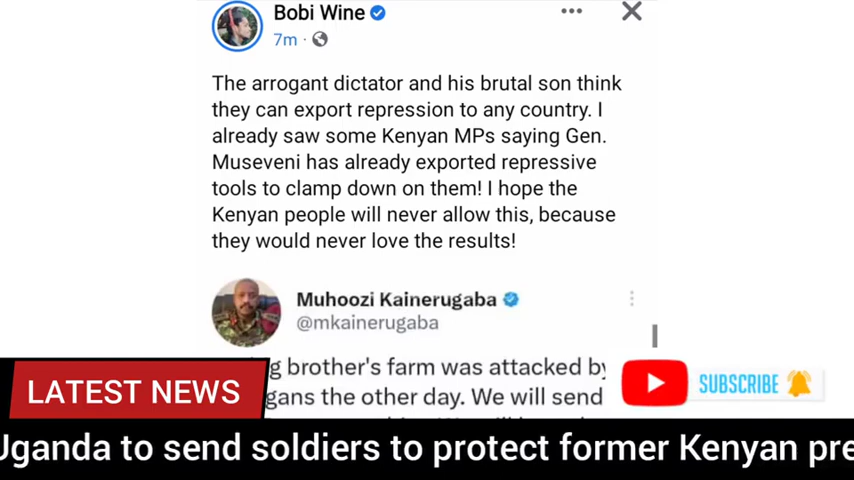 Bobi Wine
7m
The arrogant dictator and his brutal son think
they can export repression to any country. I
already saw some Kenyan MPs saying Gen.
Museveni has already exported repressive
tools to clamp down on them! I hope the
Kenyan people will never allow this, because
they would never love the results!
Muhoozi Kainerugaba
@mkainerugaba
brother's farm was attacked by
the other day. We will send
LATEST NEWS
SUBSCRIBE
Uganda to send soldiers to protect former Kenyan pre